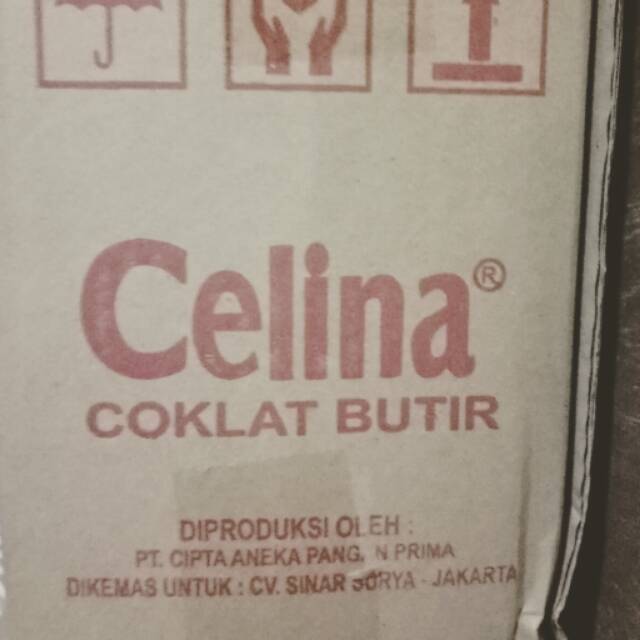 Celina®
COKLAT BUTIR
DIPRODUKSI OLEH :
PT. CIPTA ANEKA PRIMA
DIKEMAS UNTUK : CV. SINAR SURYA - JAKARTA